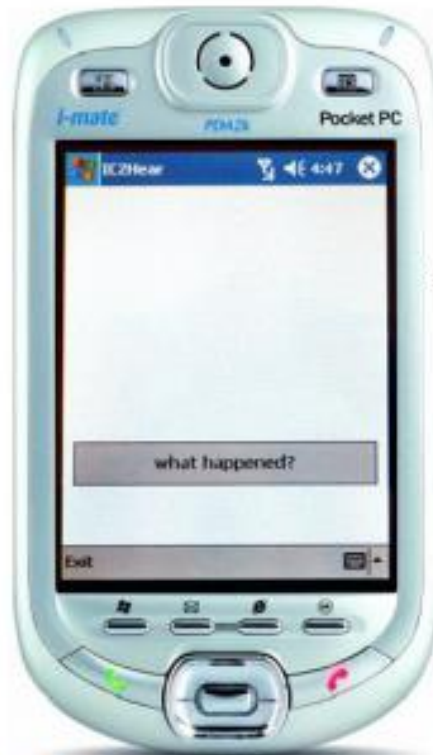 i-mate
PDA2k
Pocket PC
IC2Hear
4:47
what happened?
Exit